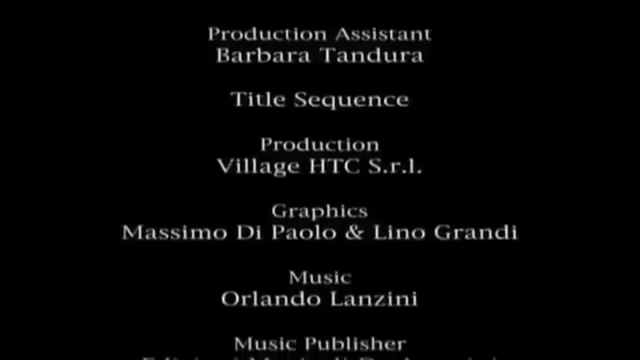 Production Assistant
Barbara Tandura
Title Sequence
Production
Village HTC S.r.l.
Graphics
Massimo Di Paolo & Lino Grandi
Music
Orlando Lanzini
Music Publisher